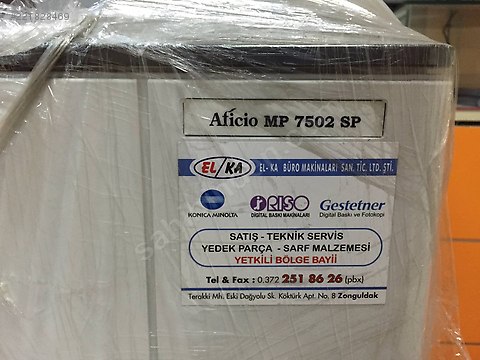 221828469
Aficio MP 7502 SP
EL/KA EL-KA BÜRO MAKİNALARI SAN. TİC. LTD. ŞTİ.
KONICA MINOLTA
RISO
DİGİTAL BASKI MAKİNALARI
Gestetner
Digital Baskı ve Fotokopi
SATIŞ - TEKNİK SERVİS
YEDEK PARÇA - SARF MALZEMESİ
YETKİLİ BÖLGE BAYİİ
Tel & Fax : 0.372 251 86 26 (pbx)
Terakki Mh. Eski Dağyolu Sk. Köktürk Apt. No, 8 Zonguldak